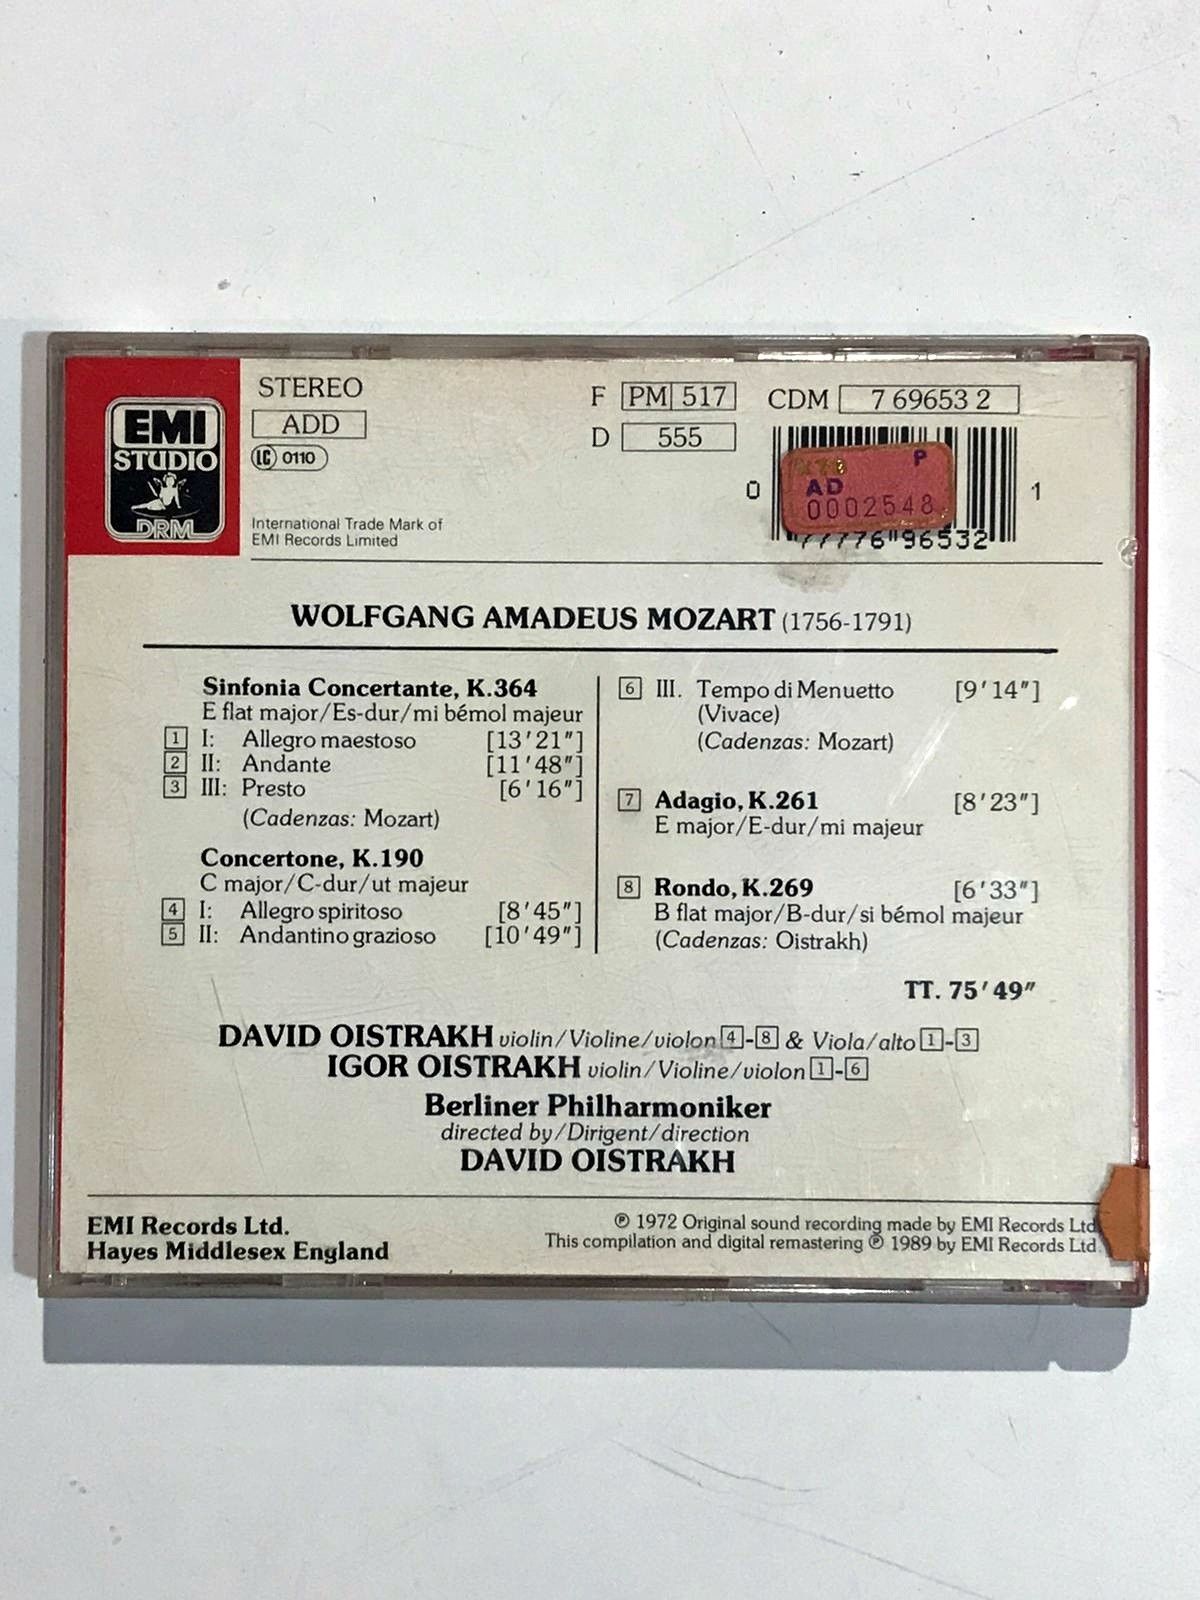 EMI
STUDIO
DRM
STEREO
ADD
LC 0110
International Trade Mark of
EMI Records Limited
F PM 517
D 555
CDM 7 69653 2
P
AD
0002548
0 77776 96532 1
WOLFGANG AMADEUS MOZART (1756-1791)
Sinfonia Concertante, K.364
E flat major/Es-dur/mi bémol majeur
1 I: Allegro maestoso [13'21"]
2 II: Andante [11'48"]
3 III: Presto [6'16"]
(Cadenzas: Mozart)
Concertone, K.190
C major/C-dur/ut majeur
4 I: Allegro spiritoso [8'45"]
5 II: Andantino grazioso [10'49"]
6 III. Tempo di Menuetto [9'14"]
(Vivace)
(Cadenzas: Mozart)
7 Adagio, K.261 [8'23"]
E major/E-dur/mi majeur
8 Rondo, K.269 [6'33"]
B flat major/B-dur/si bémol majeur
(Cadenzas: Oistrakh)
TT. 75'49"
DAVID OISTRAKH violin/Violine/violon 4-8 & Viola/alto 1-3
IGOR OISTRAKH violin/Violine/violon 1-6
Berliner Philharmoniker
directed by/Dirigent/direction
DAVID OISTRAKH
EMI Records Ltd.
Hayes Middlesex England
℗ 1972 Original sound recording made by EMI Records Ltd
This compilation and digital remastering ℗ 1989 by EMI Records Ltd.